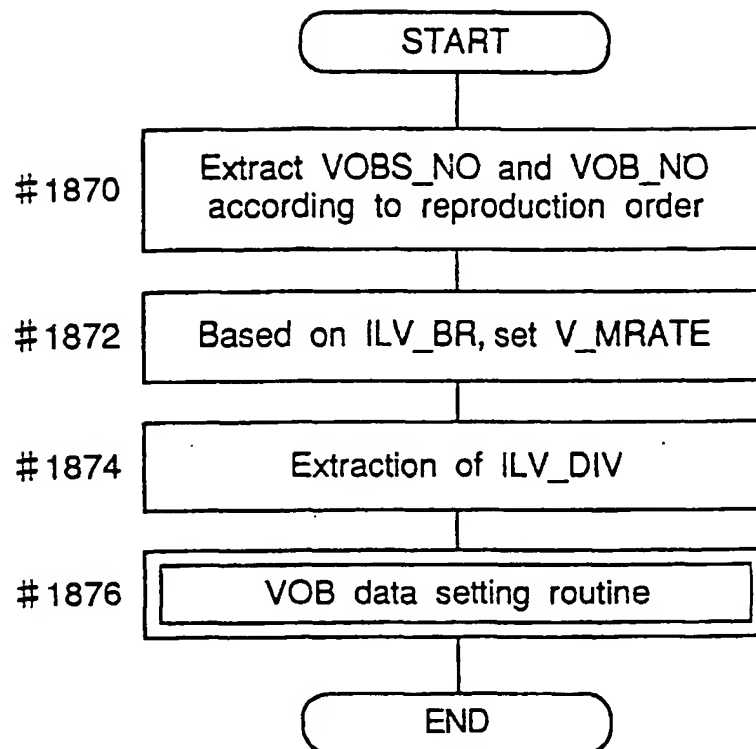 START
#1870
Extract VOBS_NO and VOB_NO
according to reproduction order
#1872
Based on ILV_BR, set V_MRATE
#1874
Extraction of ILV_DIV
#1876
VOB data setting routine
END